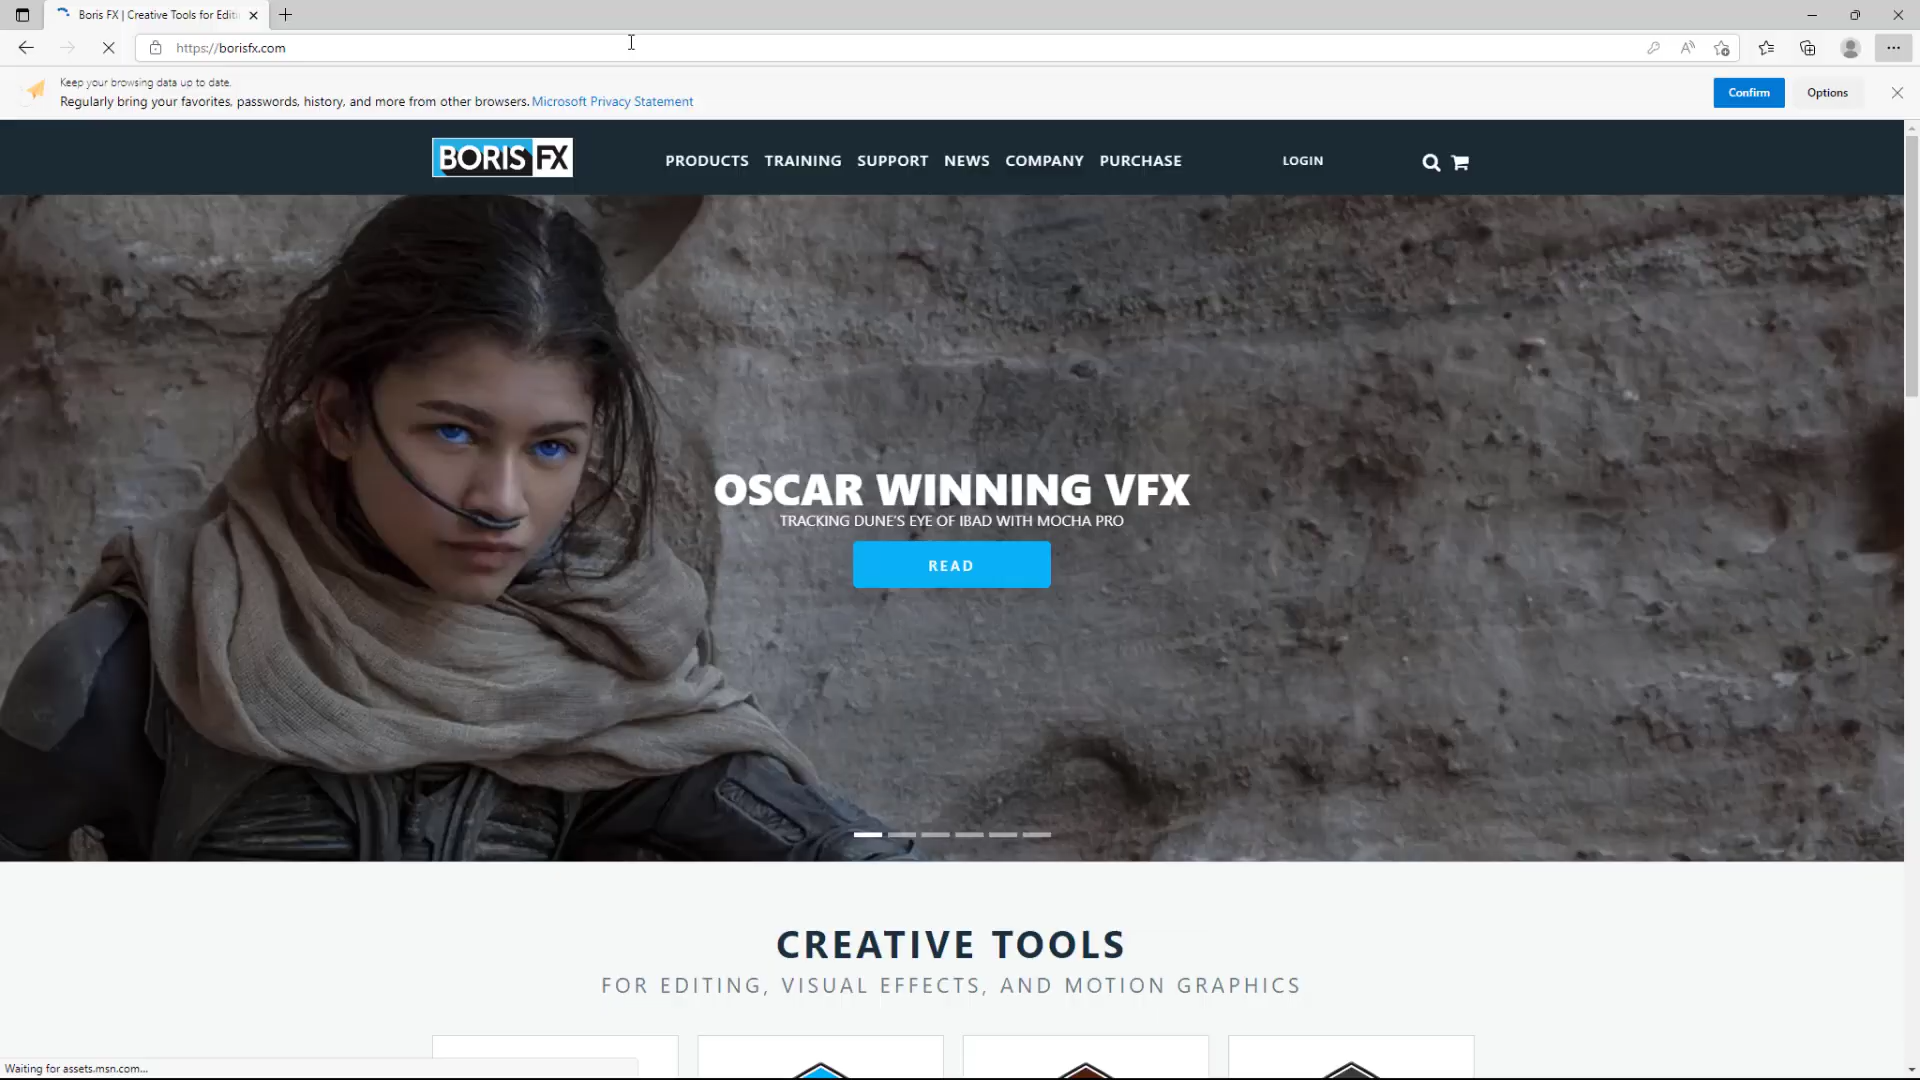 Boris FX | Creative Tools for Editi
https://borisfx.com
Keep your browsing data up to date.
Regularly bring your favorites, passwords, history, and more from other browsers. Microsoft Privacy Statement
Confirm
Options
BORIS FX
PRODUCTS TRAINING SUPPORT NEWS COMPANY PURCHASE LOGIN
OSCAR WINNING VFX
TRACKING DUNE'S EYE OF IBAD WITH MOCHA PRO
READ
CREATIVE TOOLS
FOR EDITING, VISUAL EFFECTS, AND MOTION GRAPHICS
Waiting for assets.msn.com...